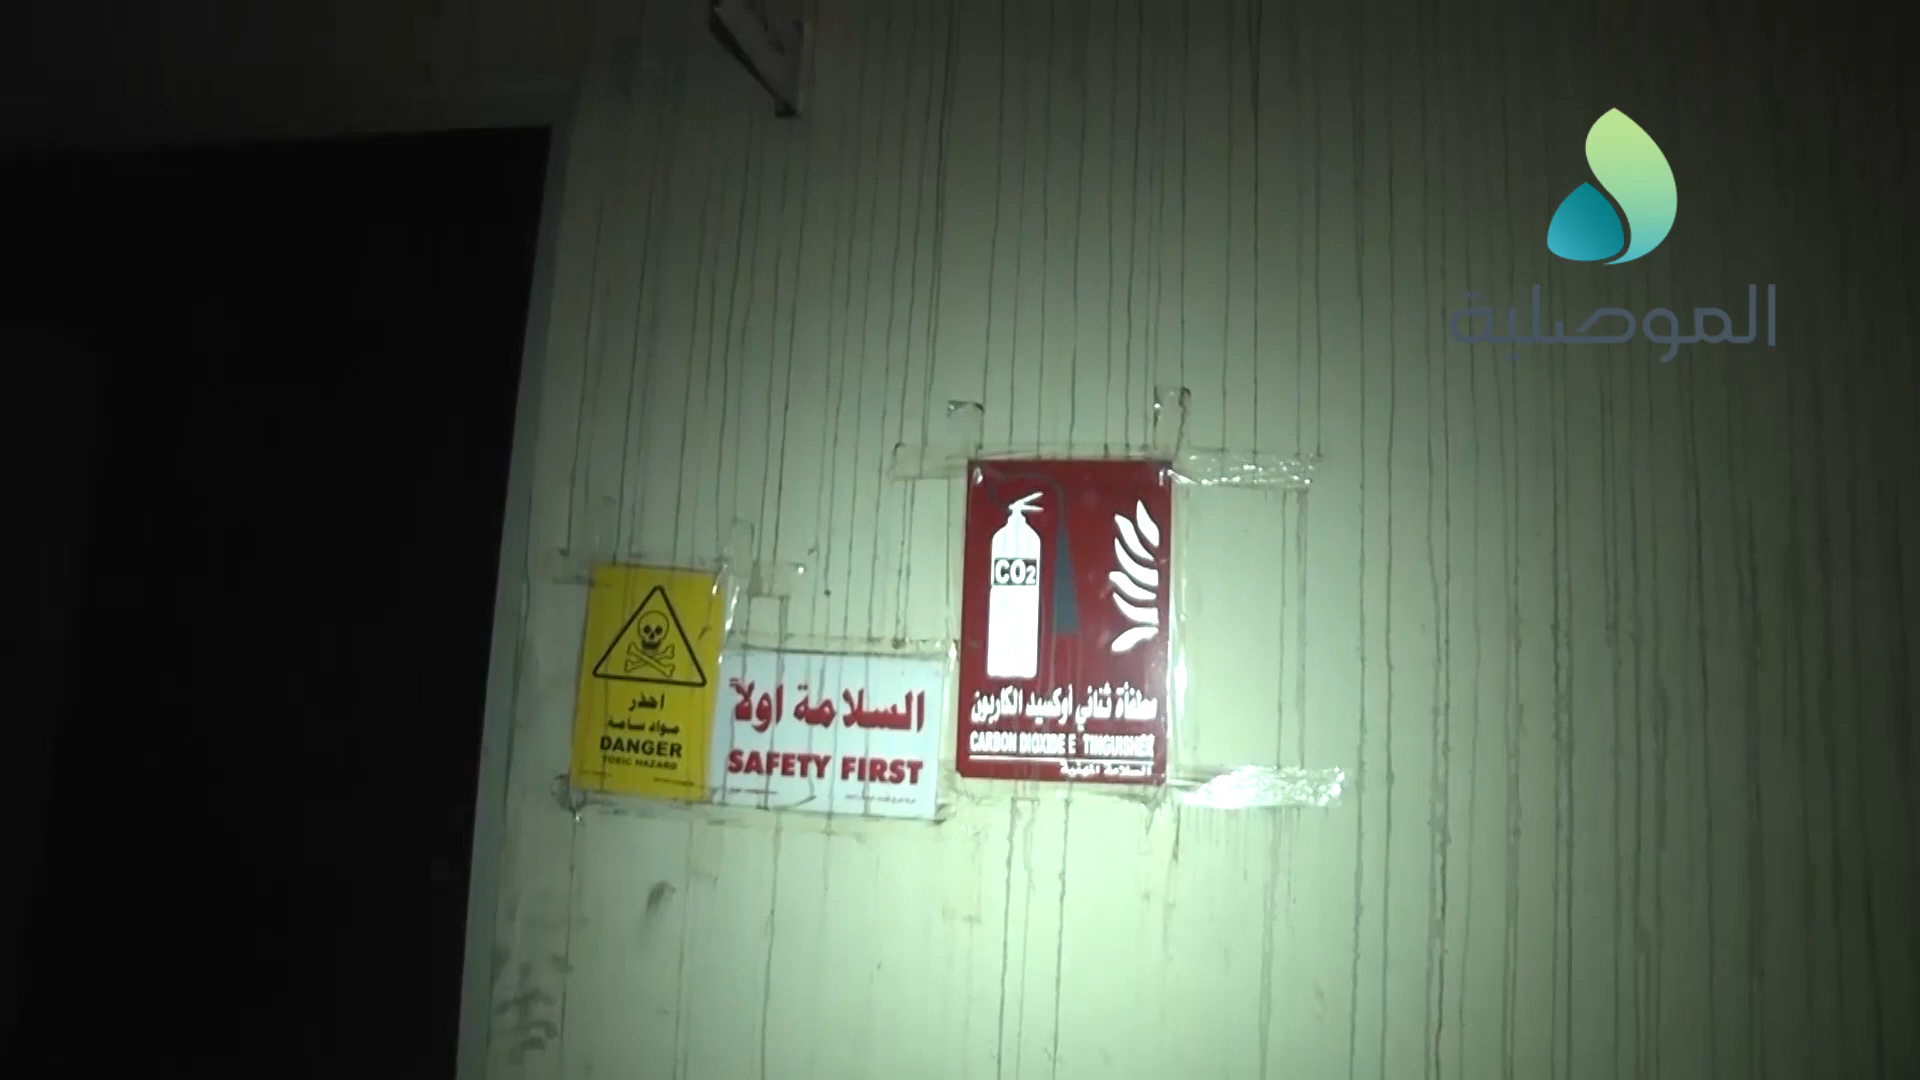 الموصلية
احذر
مواد سامة
DANGER
TOXIC HAZARD
السلامة اولاً
SAFETY FIRST
CO2
مطفأة ثنائي أوكسيد الكاربون
CARBON DIOXIDE E TINGUISHER